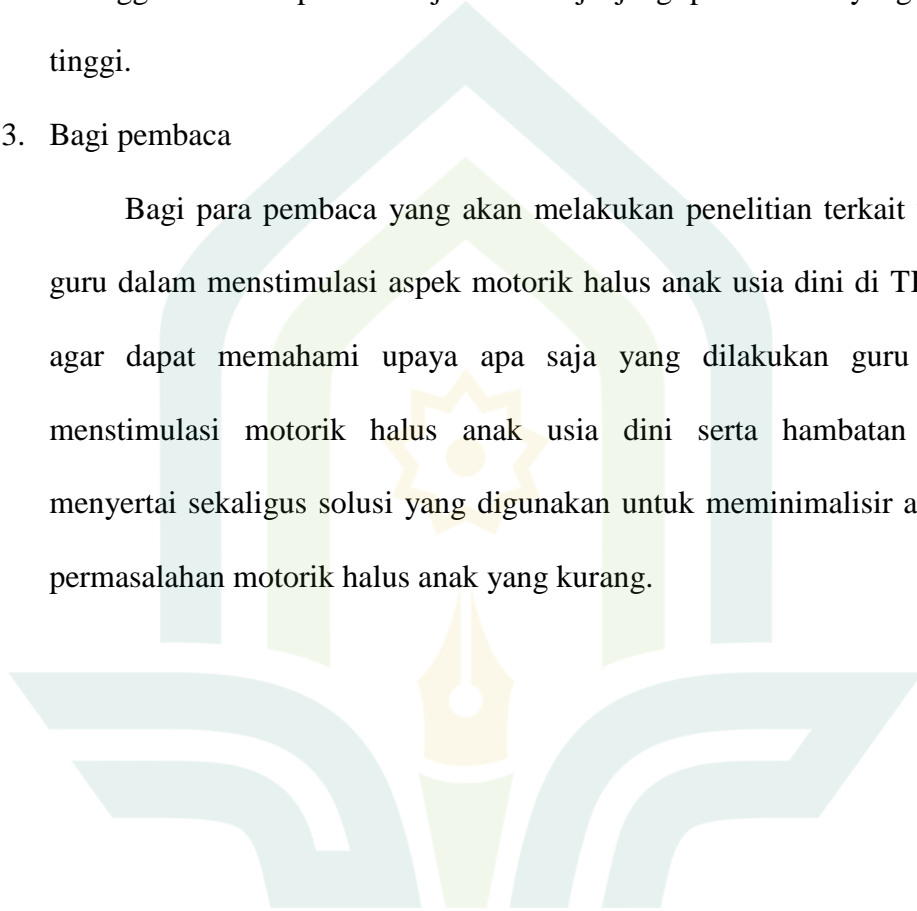 tinggi.
3. Bagi pembaca
Bagi para pembaca yang akan melakukan penelitian terkait
guru dalam menstimulasi aspek motorik halus anak usia dini di
agar dapat memahami upaya apa saja yang dilakukan guru
menstimulasi motorik halus anak usia dini serta hambatan
menyertai sekaligus solusi yang digunakan untuk meminimalisir
permasalahan motorik halus anak yang kurang.